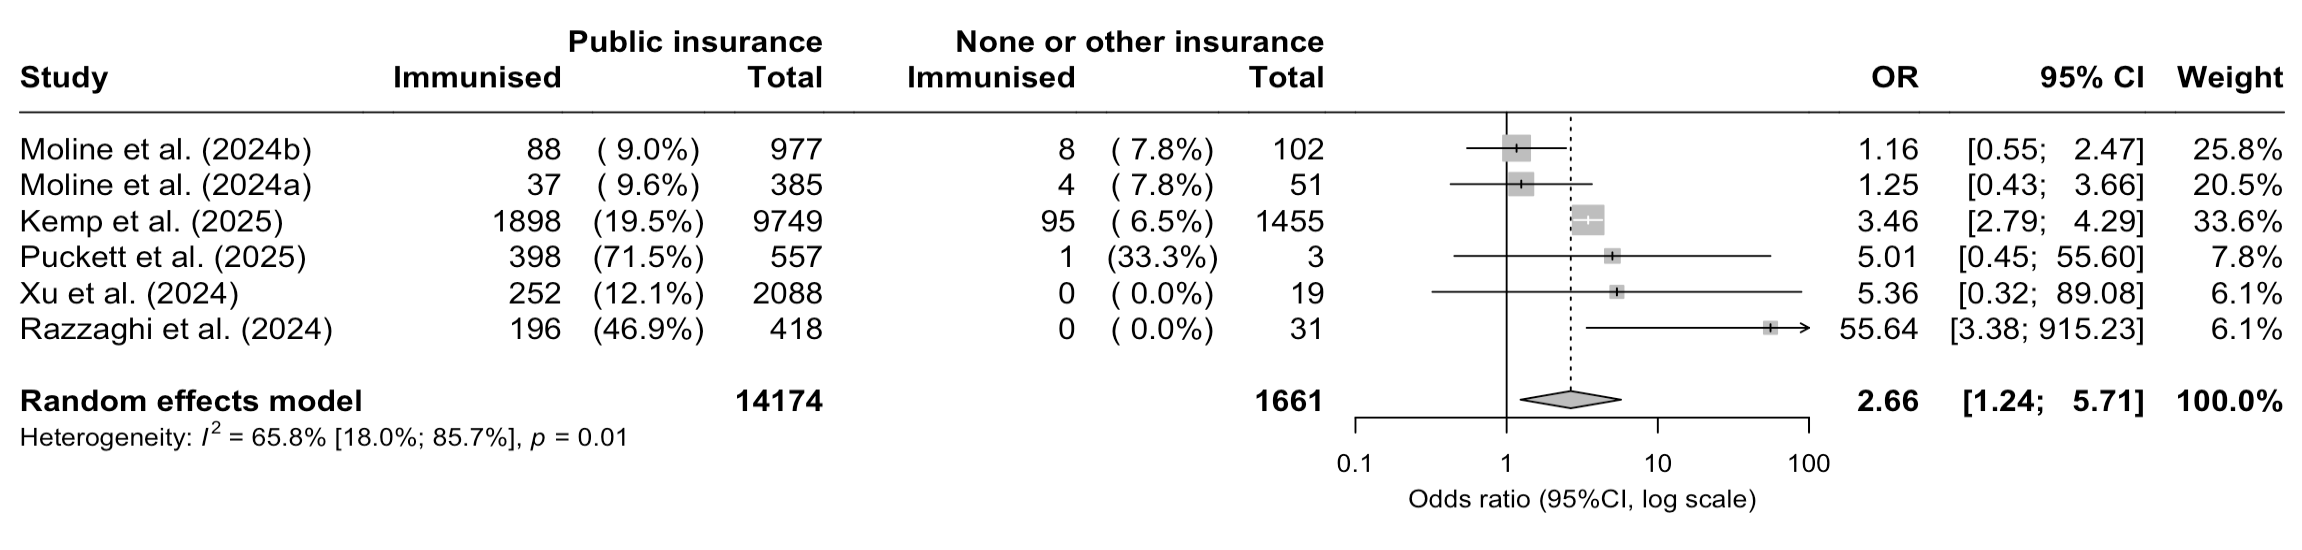 Public insurance None or other insurance
Study Immunised Total Immunised Total OR 95% CI Weight
Moline et al. (2024b) 88 ( 9.0%) 977 8 ( 7.8%) 102 1.16 [0.55; 2.47] 25.8%
Moline et al. (2024a) 37 ( 9.6%) 385 4 ( 7.8%) 51 1.25 [0.43; 3.66] 20.5%
Kemp et al. (2025) 1898 (19.5%) 9749 95 ( 6.5%) 1455 3.46 [2.79; 4.29] 33.6%
Puckett et al. (2025) 398 (71.5%) 557 1 (33.3%) 3 5.01 [0.45; 55.60] 7.8%
Xu et al. (2024) 252 (12.1%) 2088 0 ( 0.0%) 19 5.36 [0.32; 89.08] 6.1%
Razzaghi et al. (2024) 196 (46.9%) 418 0 ( 0.0%) 31 55.64 [3.38; 915.23] 6.1%
Random effects model 14174 1661 2.66 [1.24; 5.71] 100.0%
Heterogeneity: I² = 65.8% [18.0%; 85.7%], p = 0.01
0.1 1 10 100
Odds ratio (95%CI, log scale)